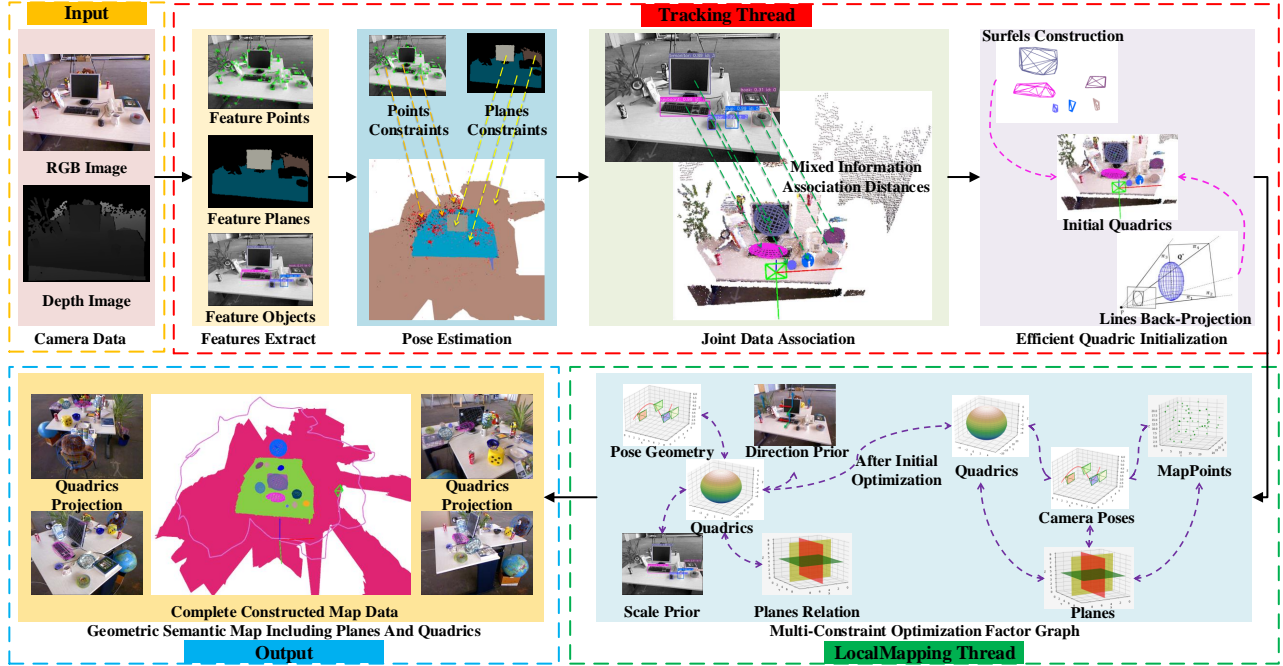 Input
Tracking Thread
RGB Image
Depth Image
Camera Data
Feature Points
Feature Planes
Feature Objects
Features Extract
Points
Constraints
Planes
Constraints
Pose Estimation
Mixed Information
Association Distances
Joint Data Association
Surfels Construction
Initial Quadrics
Lines Back-Projection
Efficient Quadric Initialization
Quadrics
Projection
Quadrics
Projection
Complete Constructed Map Data
Geometric Semantic Map Including Planes And Quadrics
Output
Pose Geometry
Direction Prior
After Initial
Optimization
Quadrics
Scale Prior
Planes Relation
Quadrics
Camera Poses
MapPoints
Planes
Multi-Constraint Optimization Factor Graph
LocalMapping Thread